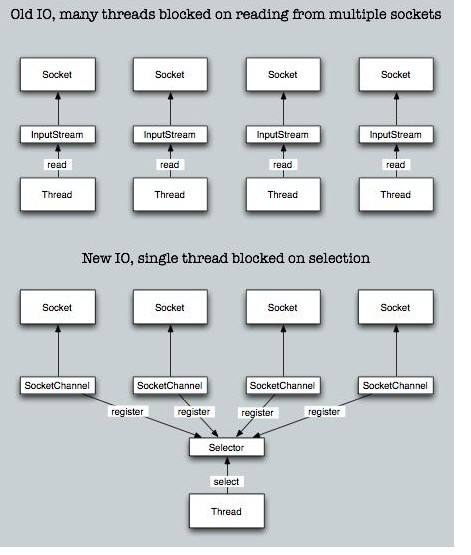 Old IO, many threads blocked on reading from multiple sockets
Socket Socket Socket Socket
InputStream InputStream InputStream InputStream
read read read read
Thread Thread Thread Thread
New IO, single thread blocked on selection
Socket Socket Socket Socket
SocketChannel SocketChannel SocketChannel SocketChannel
register register register register
Selector
select
Thread